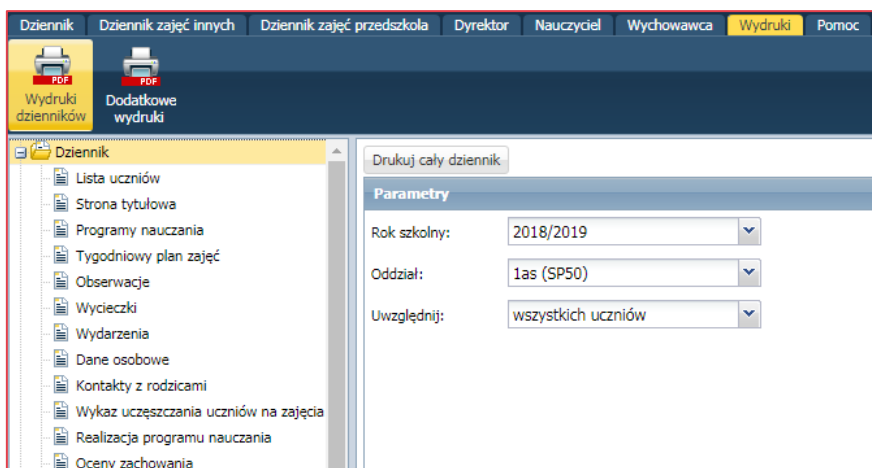 Dziennik Dziennik zajęć innych Dziennik zajęć przedszkola Dyrektor Nauczyciel Wychowawca Wydruki Pomoc
PDF PDF
Wydruki dzienników
Dodatkowe wydruki
Dziennik
Lista uczniów
Strona tytułowa
Programy nauczania
Tygodniowy plan zajęć
Obserwacje
Wycieczki
Wydarzenia
Dane osobowe
Kontakty z rodzicami
Wykaz uczęszczania uczniów na zajęcia
Realizacja programu nauczania
Oceny zachowania
Drukuj cały dziennik
Parametry
Rok szkolny: 2018/2019
Oddział: 1as (SP50)
Uwzględnij: wszystkich uczniów